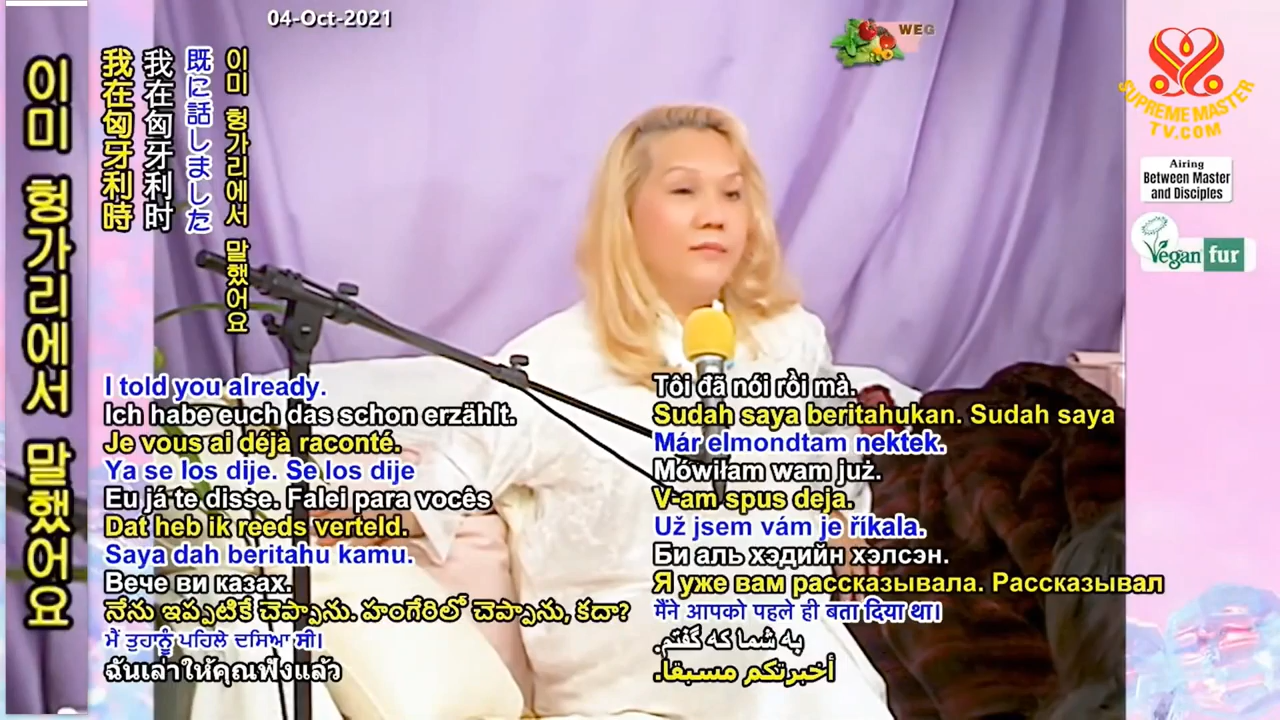 04-Oct-2021
WEG
SUPREME MASTER
TV.COM
Airing
Between Master
and Disciples
Vegan fur
이미 헝가리에서 말했어요
我在匈牙利時
我在匈牙利时
既に話しました
이미 헝가리에서 말했어요
I told you already.
Ich habe euch das schon erzählt.
Je vous ai déjà raconté.
Ya se los dije. Se los dije
Eu já te disse. Falei para vocês
Dat heb ik reeds verteld.
Saya dah beritahu kamu.
Вече ви казах.
నేను ఇప్పటికే చెప్పాను. హంగేరిలో చెప్పాను, కదా?
ਮੈਂ ਤੁਹਾਨੂੰ ਪਹਿਲੇ ਦਸਿਆ ਸੀ।
ฉันเล่าให้คุณฟังแล้ว
Tôi đã nói rồi mà.
Sudah saya beritahukan. Sudah saya
Már elmondtam nektek.
Mówiłam wam już.
V-am spus deja.
Už jsem vám je říkala.
Би аль хэдийн хэлсэн.
Я уже вам рассказывала. Рассказывал
मैंने आपको पहले ही बता दिया था।
به شما که گفتم.
أخبرتكم مسبقا.